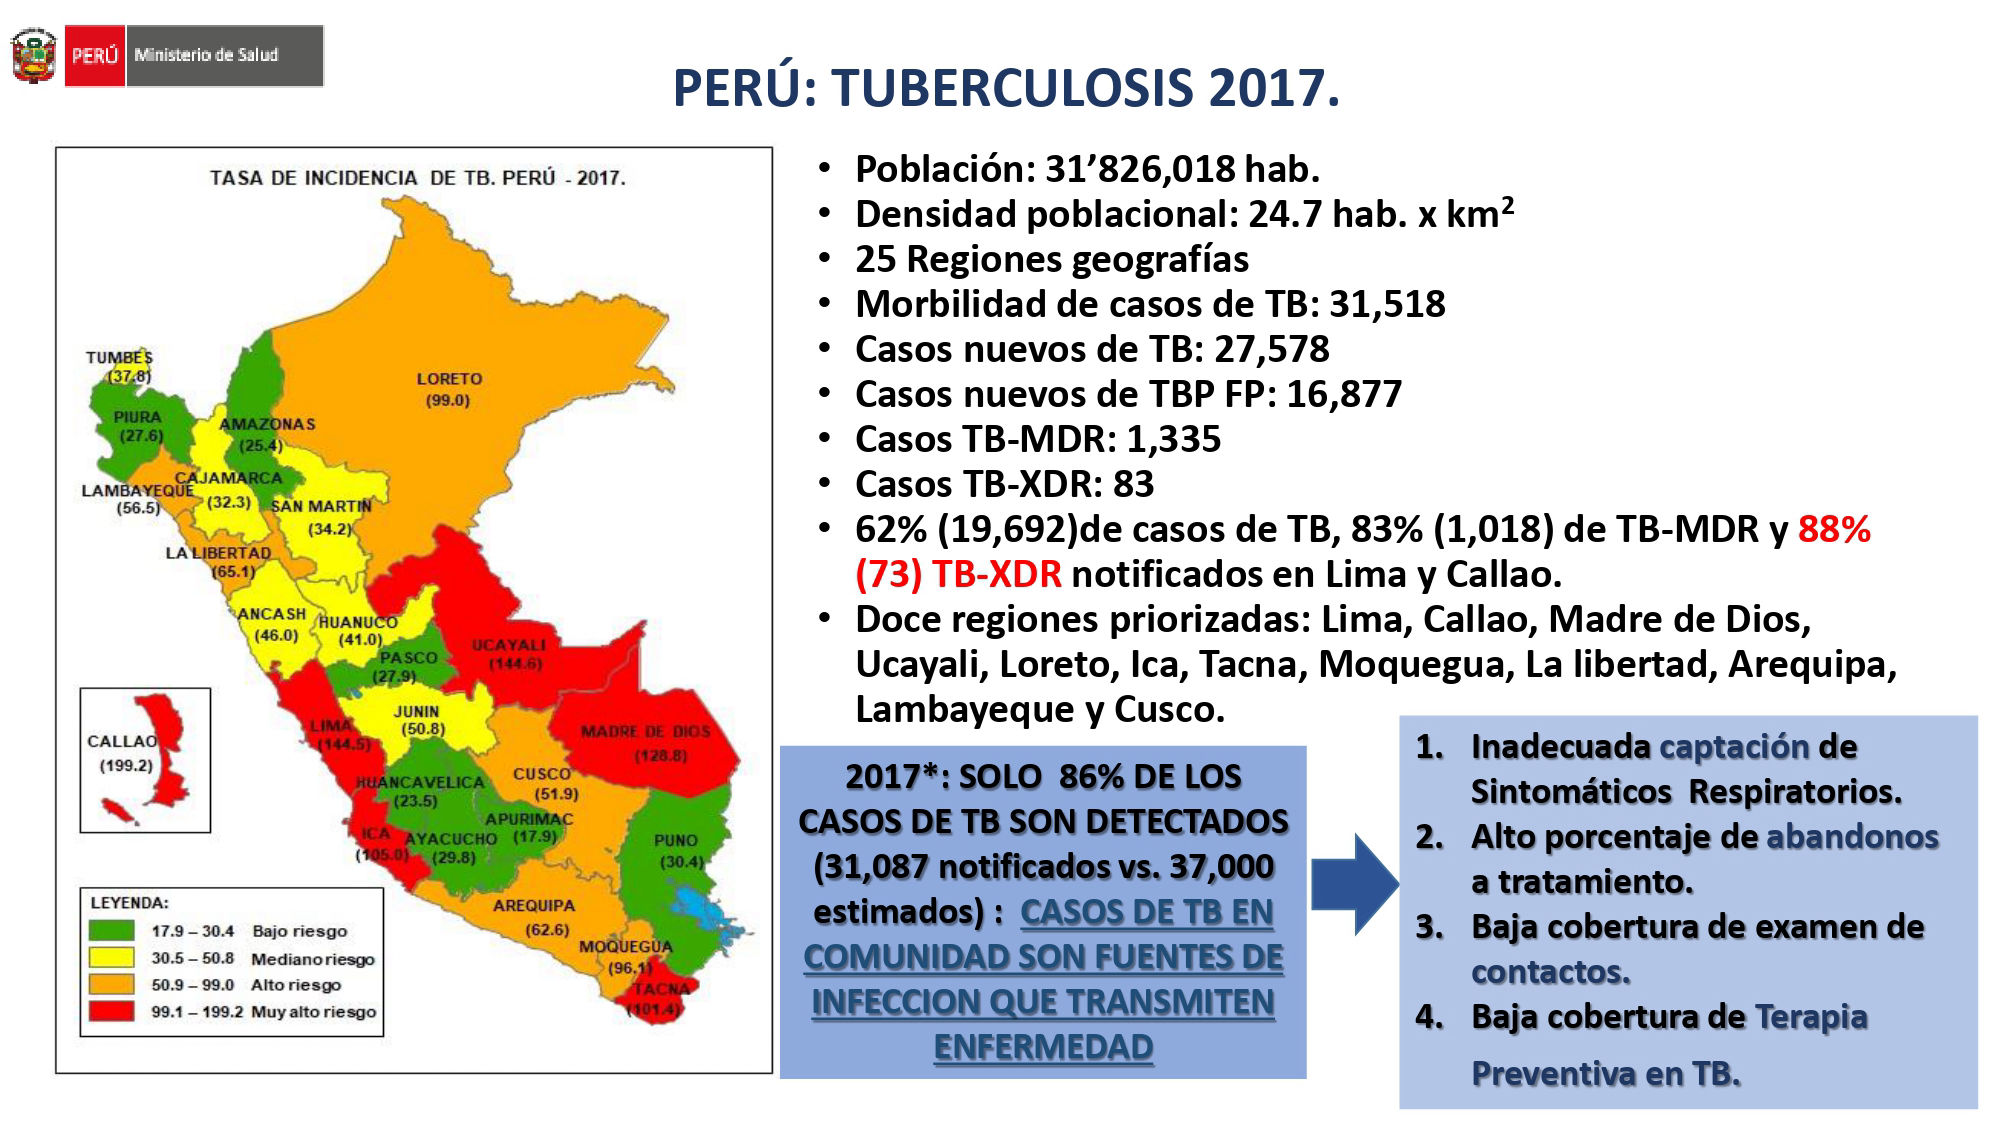 PERÚ Ministerio de Salud
PERÚ: TUBERCULOSIS 2017.
TASA DE INCIDENCIA DE TB. PERÚ - 2017.
TUMBES
(37.8)
PIURA
(27.6)
LORETO
(99.0)
AMAZONAS
(25.4)
CAJAMARCA
(32.3)
LAMBAYEQUE
(56.5)
SAN MARTIN
(34.2)
LA LIBERTAD
(65.1)
ANCASH
(46.0)
HUANUCO
(41.0)
UCAYALI
(144.6)
PASCO
(27.9)
JUNIN
(50.8)
LIMA
(144.5)
CALLAO
(199.2)
MADRE DE DIOS
(128.8)
HUANCAVELICA
(23.5)
CUSCO
(51.9)
APURIMAC
(17.9)
ICA
(105.0)
AYACUCHO
(29.8)
PUNO
(30.4)
AREQUIPA
(62.6)
MOQUEGUA
(96.1)
TACNA
(101.4)
LEYENDA:
17.9 – 30.4 Bajo riesgo
30.5 – 50.8 Mediano riesgo
50.9 – 99.0 Alto riesgo
99.1 – 199.2 Muy alto riesgo
• Población: 31’826,018 hab.
• Densidad poblacional: 24.7 hab. x km²
• 25 Regiones geografías
• Morbilidad de casos de TB: 31,518
• Casos nuevos de TB: 27,578
• Casos nuevos de TBP FP: 16,877
• Casos TB-MDR: 1,335
• Casos TB-XDR: 83
• 62% (19,692)de casos de TB, 83% (1,018) de TB-MDR y 88%
(73) TB-XDR notificados en Lima y Callao.
• Doce regiones priorizadas: Lima, Callao, Madre de Dios,
Ucayali, Loreto, Ica, Tacna, Moquegua, La libertad, Arequipa,
Lambayeque y Cusco.
2017*: SOLO 86% DE LOS
CASOS DE TB SON DETECTADOS
(31,087 notificados vs. 37,000
estimados) : CASOS DE TB EN
COMUNIDAD SON FUENTES DE
INFECCION QUE TRANSMITEN
ENFERMEDAD
1. Inadecuada captación de
Sintomáticos Respiratorios.
2. Alto porcentaje de abandonos
a tratamiento.
3. Baja cobertura de examen de
contactos.
4. Baja cobertura de Terapia
Preventiva en TB.